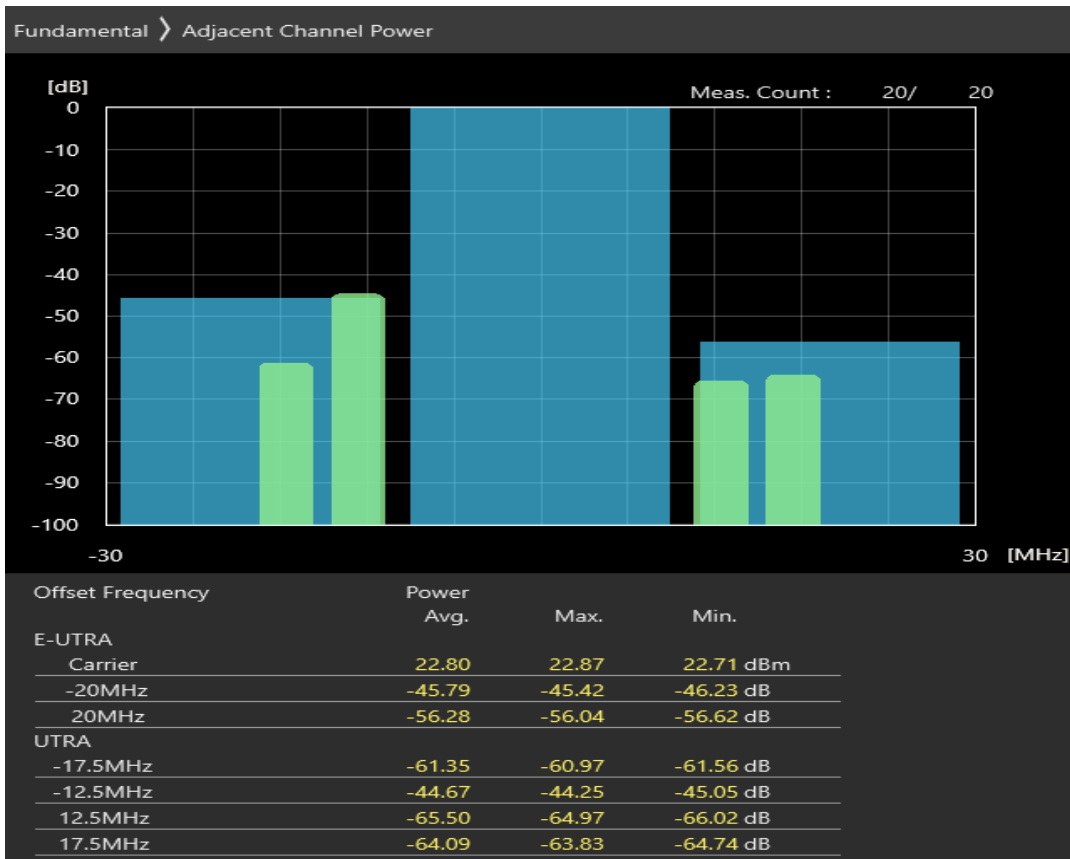 Fundamental 〉 Adjacent Channel Power
[dB]
Meas. Count : 20/ 20
0
-10
-20
-30
-40
-50
-60
-70
-80
-90
-100
-30 30 [MHz]
Offset Frequency Power
Avg. Max. Min.
E-UTRA
Carrier 22.80 22.87 22.71 dBm
-20MHz -45.79 -45.42 -46.23 dB
20MHz -56.28 -56.04 -56.62 dB
UTRA
-17.5MHz -61.35 -60.97 -61.56 dB
-12.5MHz -44.67 -44.25 -45.05 dB
12.5MHz -65.50 -64.97 -66.02 dB
17.5MHz -64.09 -63.83 -64.74 dB